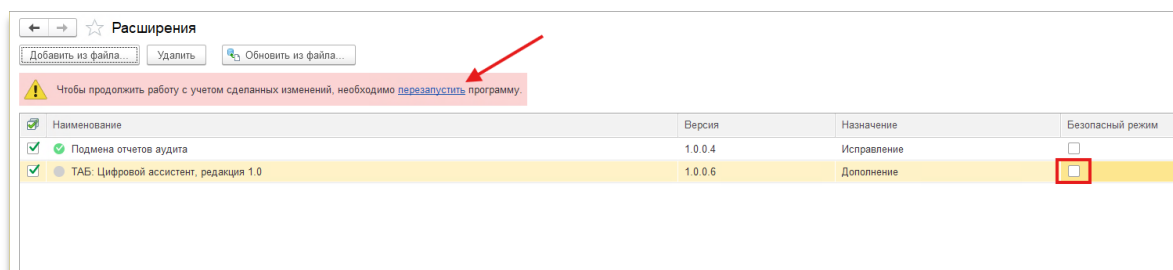 Расширения
Добавить из файла... Удалить Обновить из файла...
Чтобы продолжить работу с учетом сделанных изменений, необходимо перезапустить программу.
Наименование Версия Назначение Безопасный режим
Подмена отчетов аудита 1.0.0.4 Исправление
ТАБ: Цифровой ассистент, редакция 1.0 1.0.0.6 Дополнение